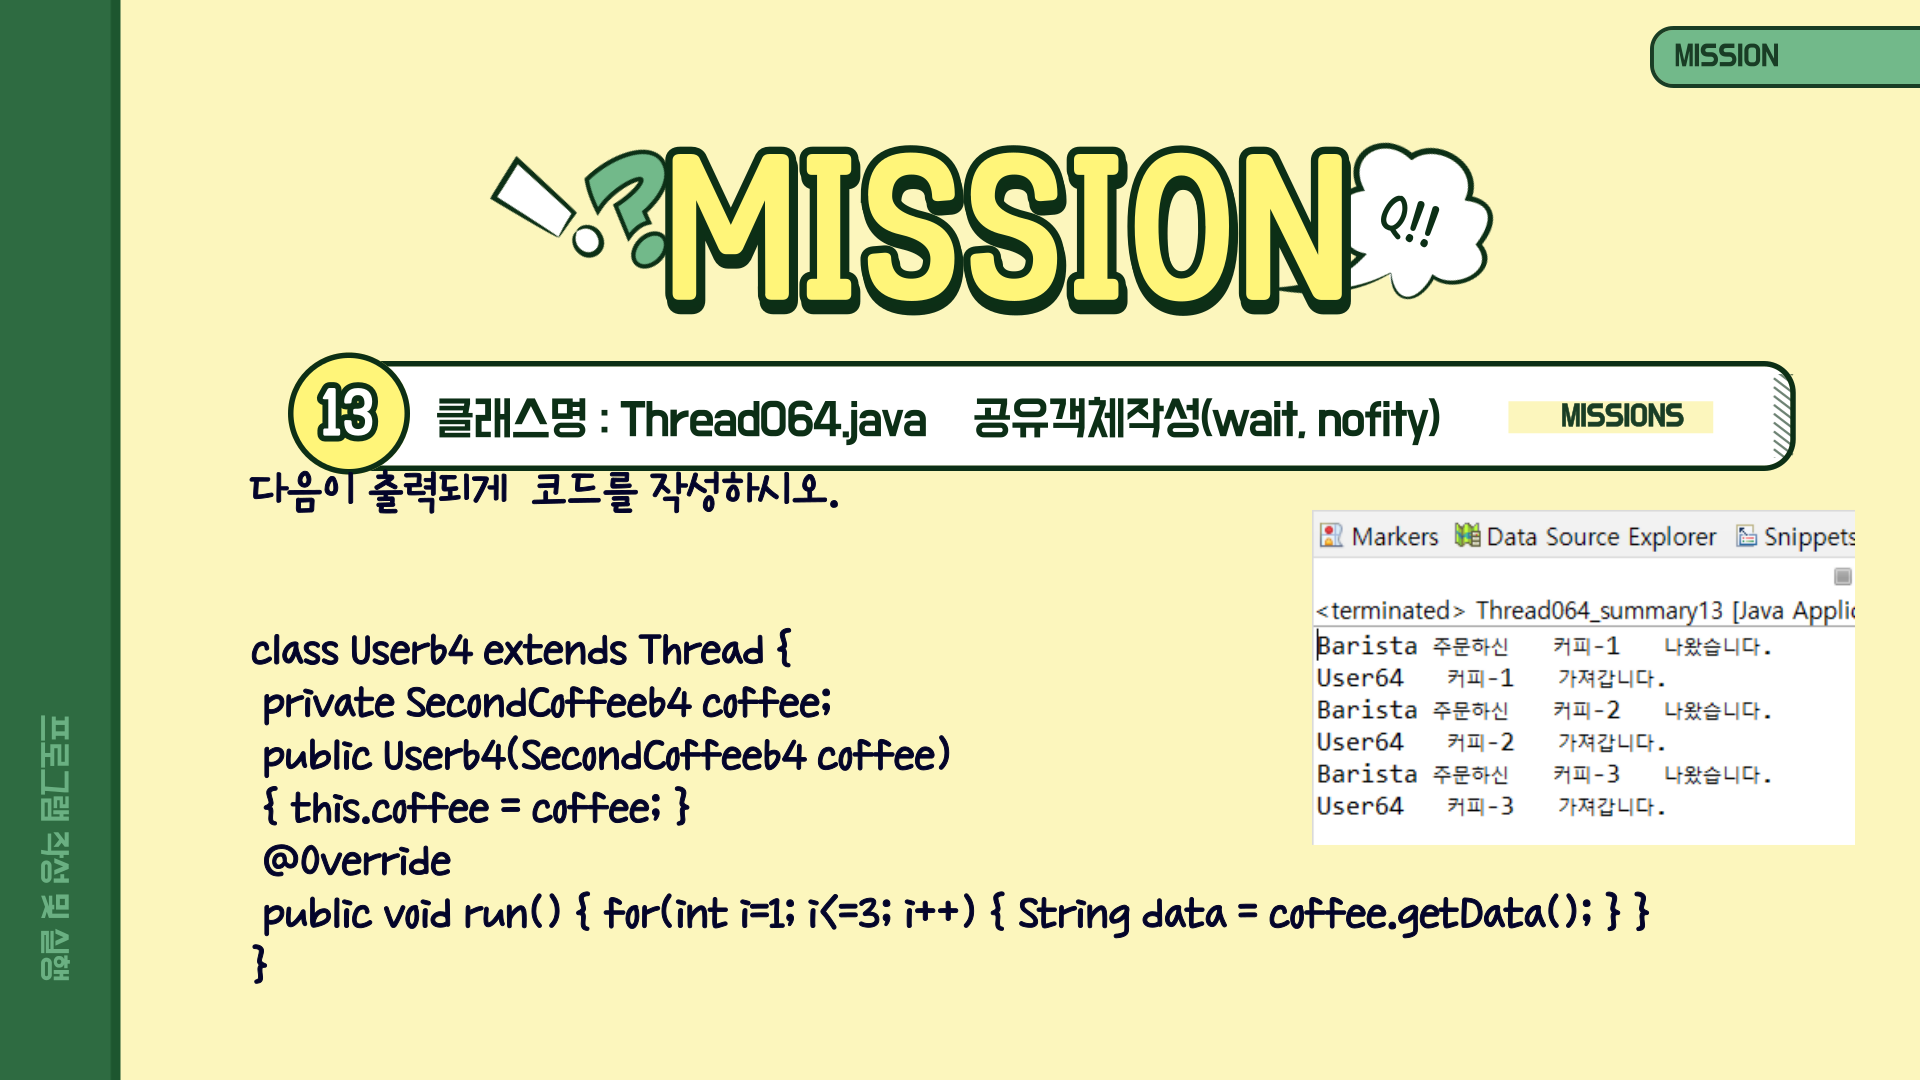 MISSION
MISSION
Q!!
13
클래스명 : Thread064.java 공유객체작성(wait, nofity)
MISSIONS
다음이 출력되게 코드를 작성하시오.
class User64 extends Thread {
private SecondCoffee64 coffee;
public User64(SecondCoffee64 coffee)
{ this.coffee = coffee; }
@Override
public void run() { for(int i=1; i<=3; i++) { String data = coffee.getData(); } }
}
Markers Data Source Explorer Snippets
<terminated> Thread064_summary13 [Java Applic
Barista 주문하신 커피-1 나왔습니다.
User64 커피-1 가져갑니다.
Barista 주문하신 커피-2 나왔습니다.
User64 커피-2 가져갑니다.
Barista 주문하신 커피-3 나왔습니다.
User64 커피-3 가져갑니다.
프로그램 작성 및 실행